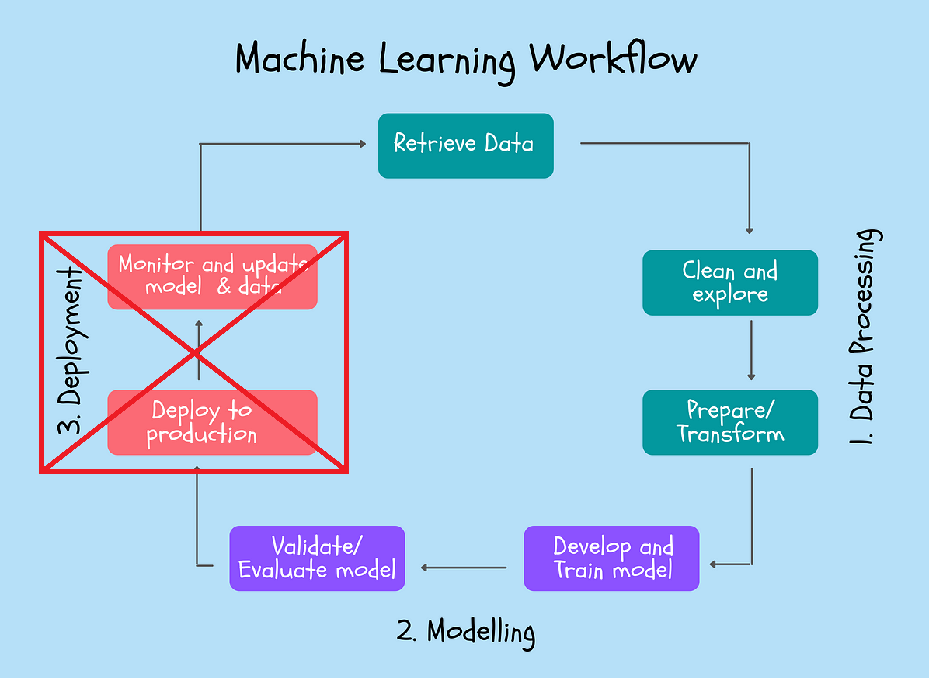 Machine Learning Workflow
Retrieve Data
Clean and
explore
1. Data Processing
Prepare/
Transform
Develop and
Train model
2. Modelling
Validate/
Evaluate model
Deploy to
production
3. Deployment
Monitor and update
model & data